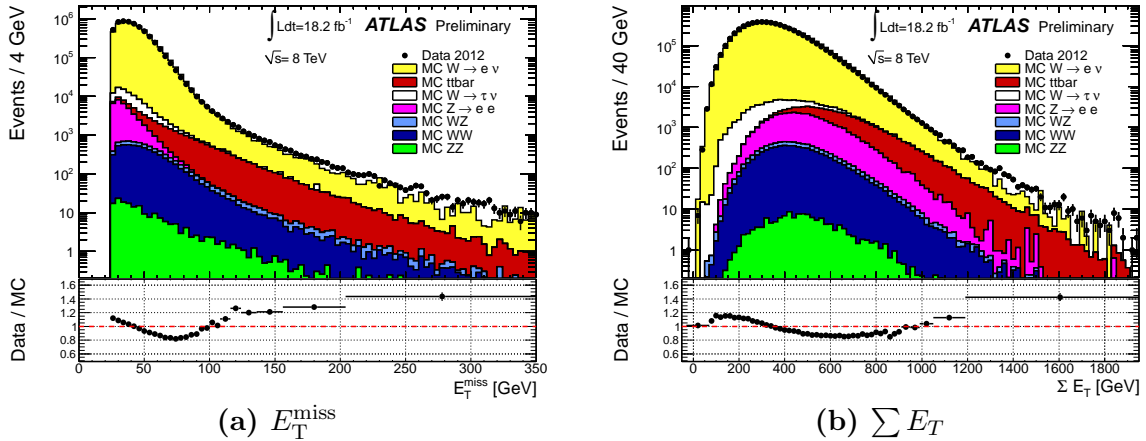 Events / 4 GeV
10⁶
10⁵
10⁴
10³
10²
10
1
∫ Ldt=18.2 fb⁻¹ ATLAS Preliminary
√s= 8 TeV
Data 2012
MC W → e ν
MC ttbar
MC W → τ ν
MC Z → e e
MC WZ
MC WW
MC ZZ
Data / MC
1.6
1.4
1.2
1
0.8
0.6
0 50 100 150 200 250 300 350
E_T^miss [GeV]
(a) E_T^miss
Events / 40 GeV
10⁶
10⁵
10⁴
10³
10²
10
1
∫ Ldt=18.2 fb⁻¹ ATLAS Preliminary
√s= 8 TeV
Data 2012
MC W → e ν
MC ttbar
MC W → τ ν
MC Z → e e
MC WZ
MC WW
MC ZZ
Data / MC
1.6
1.4
1.2
1
0.8
0.6
0 200 400 600 800 1000 1200 1400 1600 1800
Σ E_T [GeV]
(b) ∑ E_T